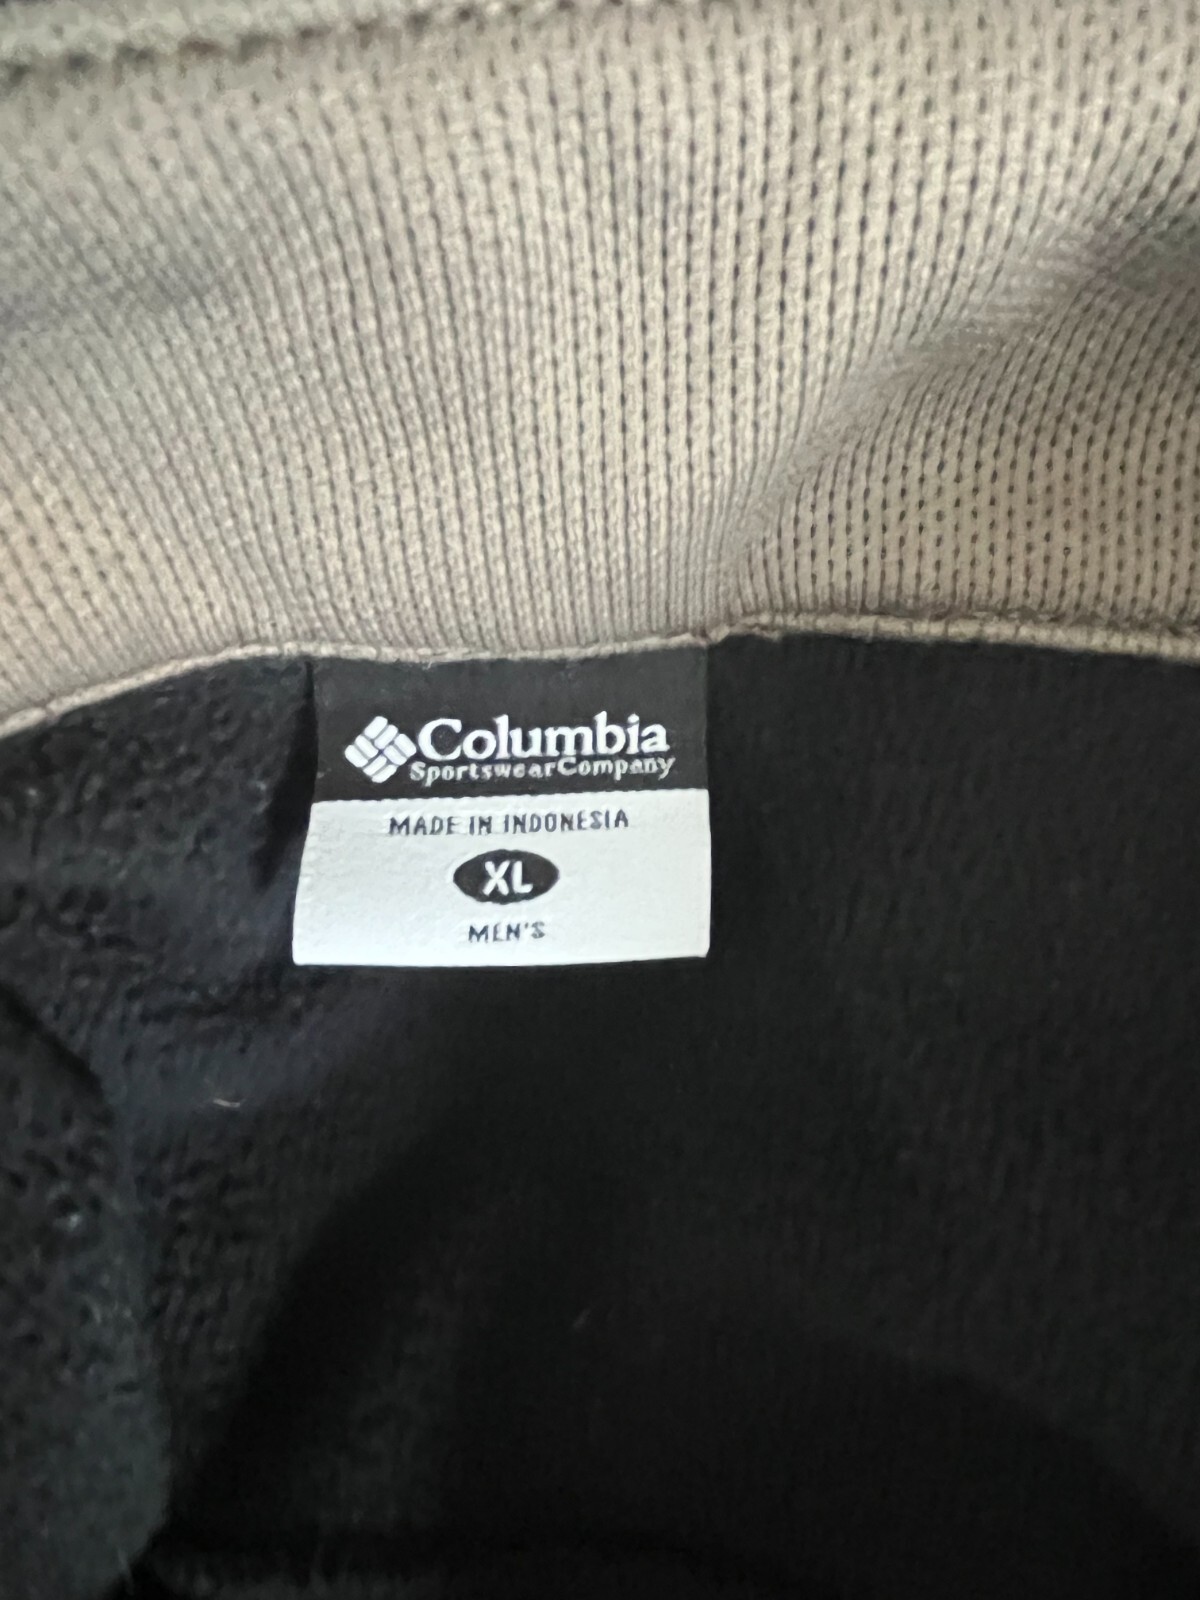 Columbia
SportswearCompany
MADE IN INDONESIA
XL
MEN'S